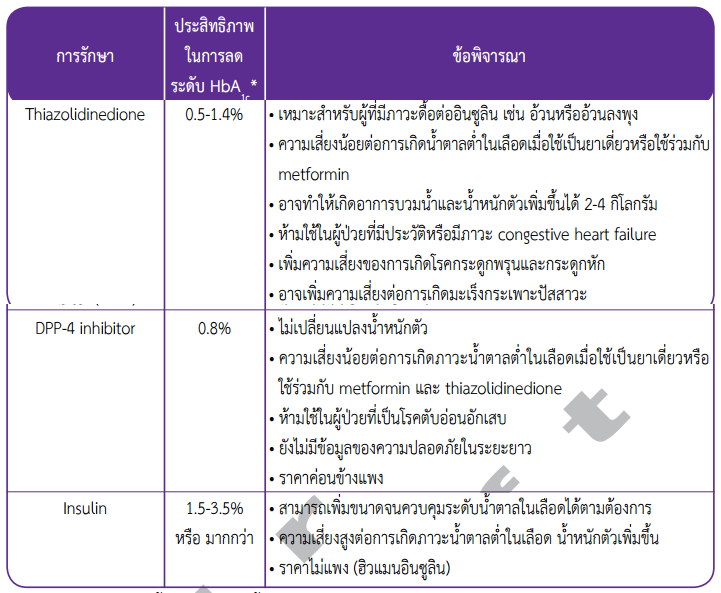 การรักษา
ประสิทธิภาพ
ในการลด
ระดับ HbA1c*
ข้อพิจารณา
Thiazolidinedione
0.5-1.4%
• เหมาะสำหรับผู้ที่มีภาวะดื้อต่ออินซูลิน เช่น อ้วนหรืออ้วนลงพุง
• ความเสี่ยงน้อยต่อการเกิดน้ำตาลต่ำในเลือดเมื่อใช้เป็นยาเดี่ยวหรือใช้ร่วมกับ
metformin
• อาจทำให้เกิดอาการบวมน้ำและน้ำหนักตัวเพิ่มขึ้นได้ 2-4 กิโลกรัม
• ห้ามใช้ในผู้ป่วยที่มีประวัติหรือมีภาวะ congestive heart failure
• เพิ่มความเสี่ยงของการเกิดโรคกระดูกพรุนและกระดูกหัก
• อาจเพิ่มความเสี่ยงต่อการเกิดมะเร็งกระเพาะปัสสาวะ
DPP-4 inhibitor
0.8%
• ไม่เปลี่ยนแปลงน้ำหนักตัว
• ความเสี่ยงน้อยต่อการเกิดภาวะน้ำตาลต่ำในเลือดเมื่อใช้เป็นยาเดี่ยวหรือ
ใช้ร่วมกับ metformin และ thiazolidinedione
• ห้ามใช้ในผู้ป่วยที่เป็นโรคตับอ่อนอักเสบ
• ยังไม่มีข้อมูลของความปลอดภัยในระยะยาว
• ราคาค่อนข้างแพง
Insulin
1.5-3.5%
หรือ มากกว่า
• สามารถเพิ่มขนาดจนควบคุมระดับน้ำตาลในเลือดได้ตามต้องการ
• ความเสี่ยงสูงต่อการเกิดภาวะน้ำตาลต่ำในเลือด น้ำหนักตัวเพิ่มขึ้น
• ราคาไม่แพง (ฮิวแมนอินซูลิน)